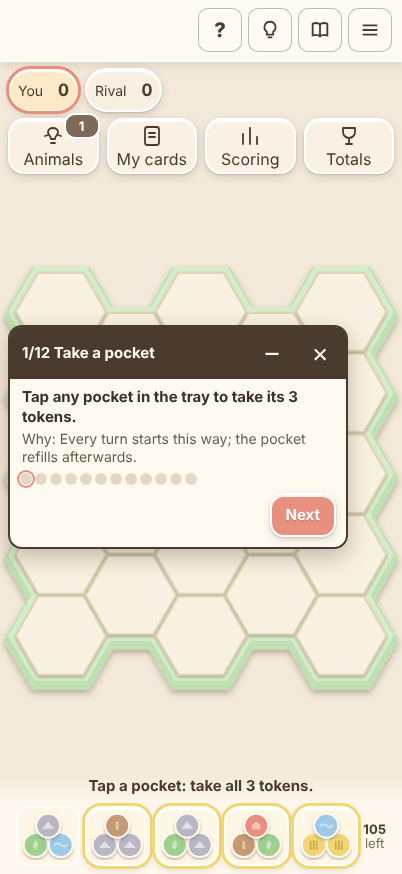 ?
You 0
Rival 0
1
Animals
My cards
Scoring
Totals
1/12 Take a pocket
Tap any pocket in the tray to take its 3
tokens.
Why: Every turn starts this way; the pocket
refills afterwards.
Next
Tap a pocket: take all 3 tokens.
105
left